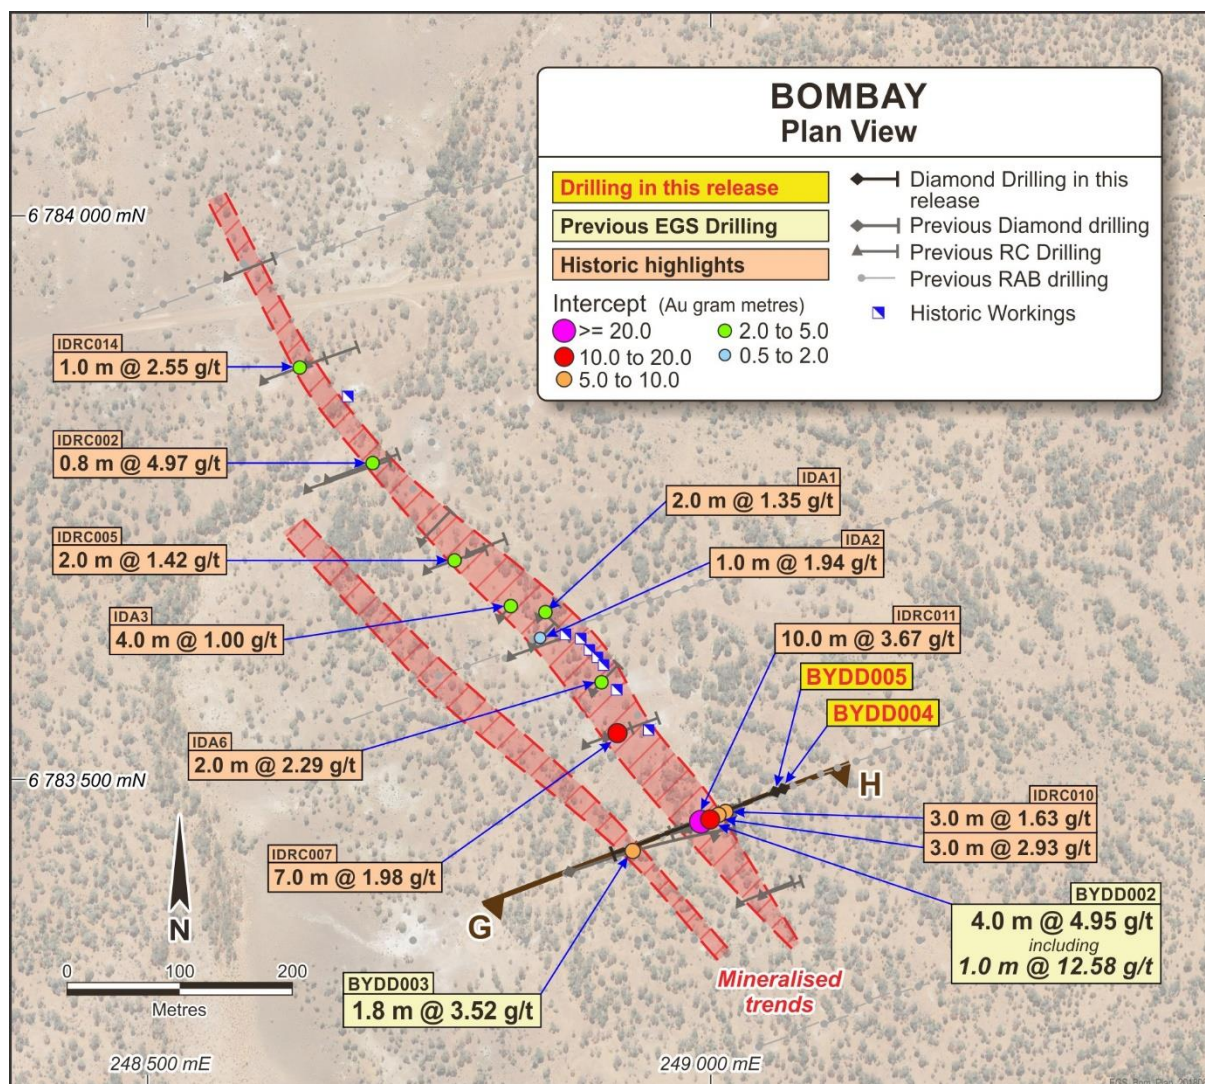 BOMBAY
Plan View
Drilling in this release
Previous EGS Drilling
Historic highlights
Intercept (Au gram metres)
>= 20.0
10.0 to 20.0
5.0 to 10.0
2.0 to 5.0
0.5 to 2.0
Diamond Drilling in this
release
Previous Diamond drilling
Previous RC Drilling
Previous RAB drilling
Historic Workings
6 784 000 mN
IDRC014
1.0 m @ 2.55 g/t
IDRC002
0.8 m @ 4.97 g/t
IDRC005
2.0 m @ 1.42 g/t
IDA3
4.0 m @ 1.00 g/t
IDA1
2.0 m @ 1.35 g/t
IDA2
1.0 m @ 1.94 g/t
IDRC011
10.0 m @ 3.67 g/t
BYDD005
BYDD004
IDA6
2.0 m @ 2.29 g/t
6 783 500 mN
H
IDRC010
3.0 m @ 1.63 g/t
3.0 m @ 2.93 g/t
IDRC007
7.0 m @ 1.98 g/t
G
BYDD002
4.0 m @ 4.95 g/t
including
1.0 m @ 12.58 g/t
N
0 100 200
Metres
BYDD003
1.8 m @ 3.52 g/t
Mineralised
trends
248 500 mE
249 000 mE